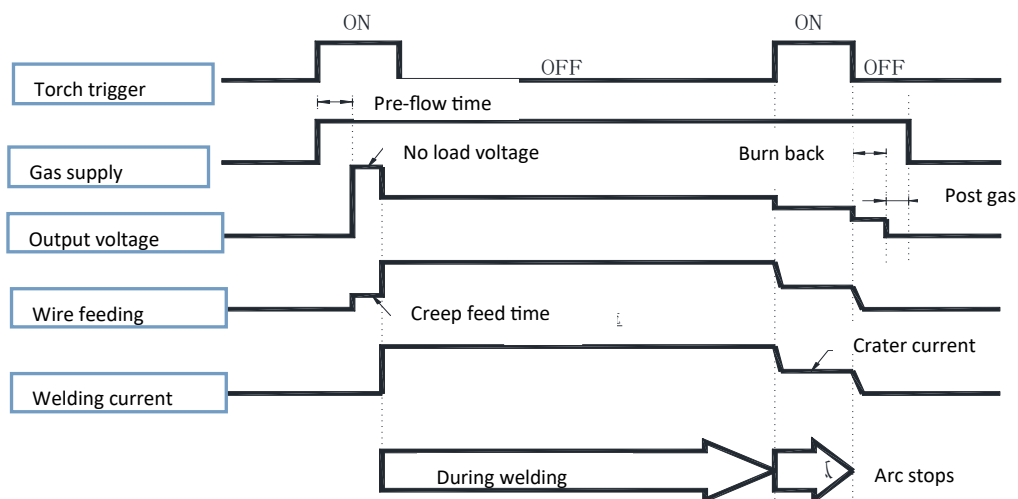 ON
ON
OFF
OFF
Torch trigger
Pre-flow time
No load voltage
Burn back
Gas supply
Post gas
Output voltage
Wire feeding
Creep feed time
Crater current
Welding current
During welding
Arc stops